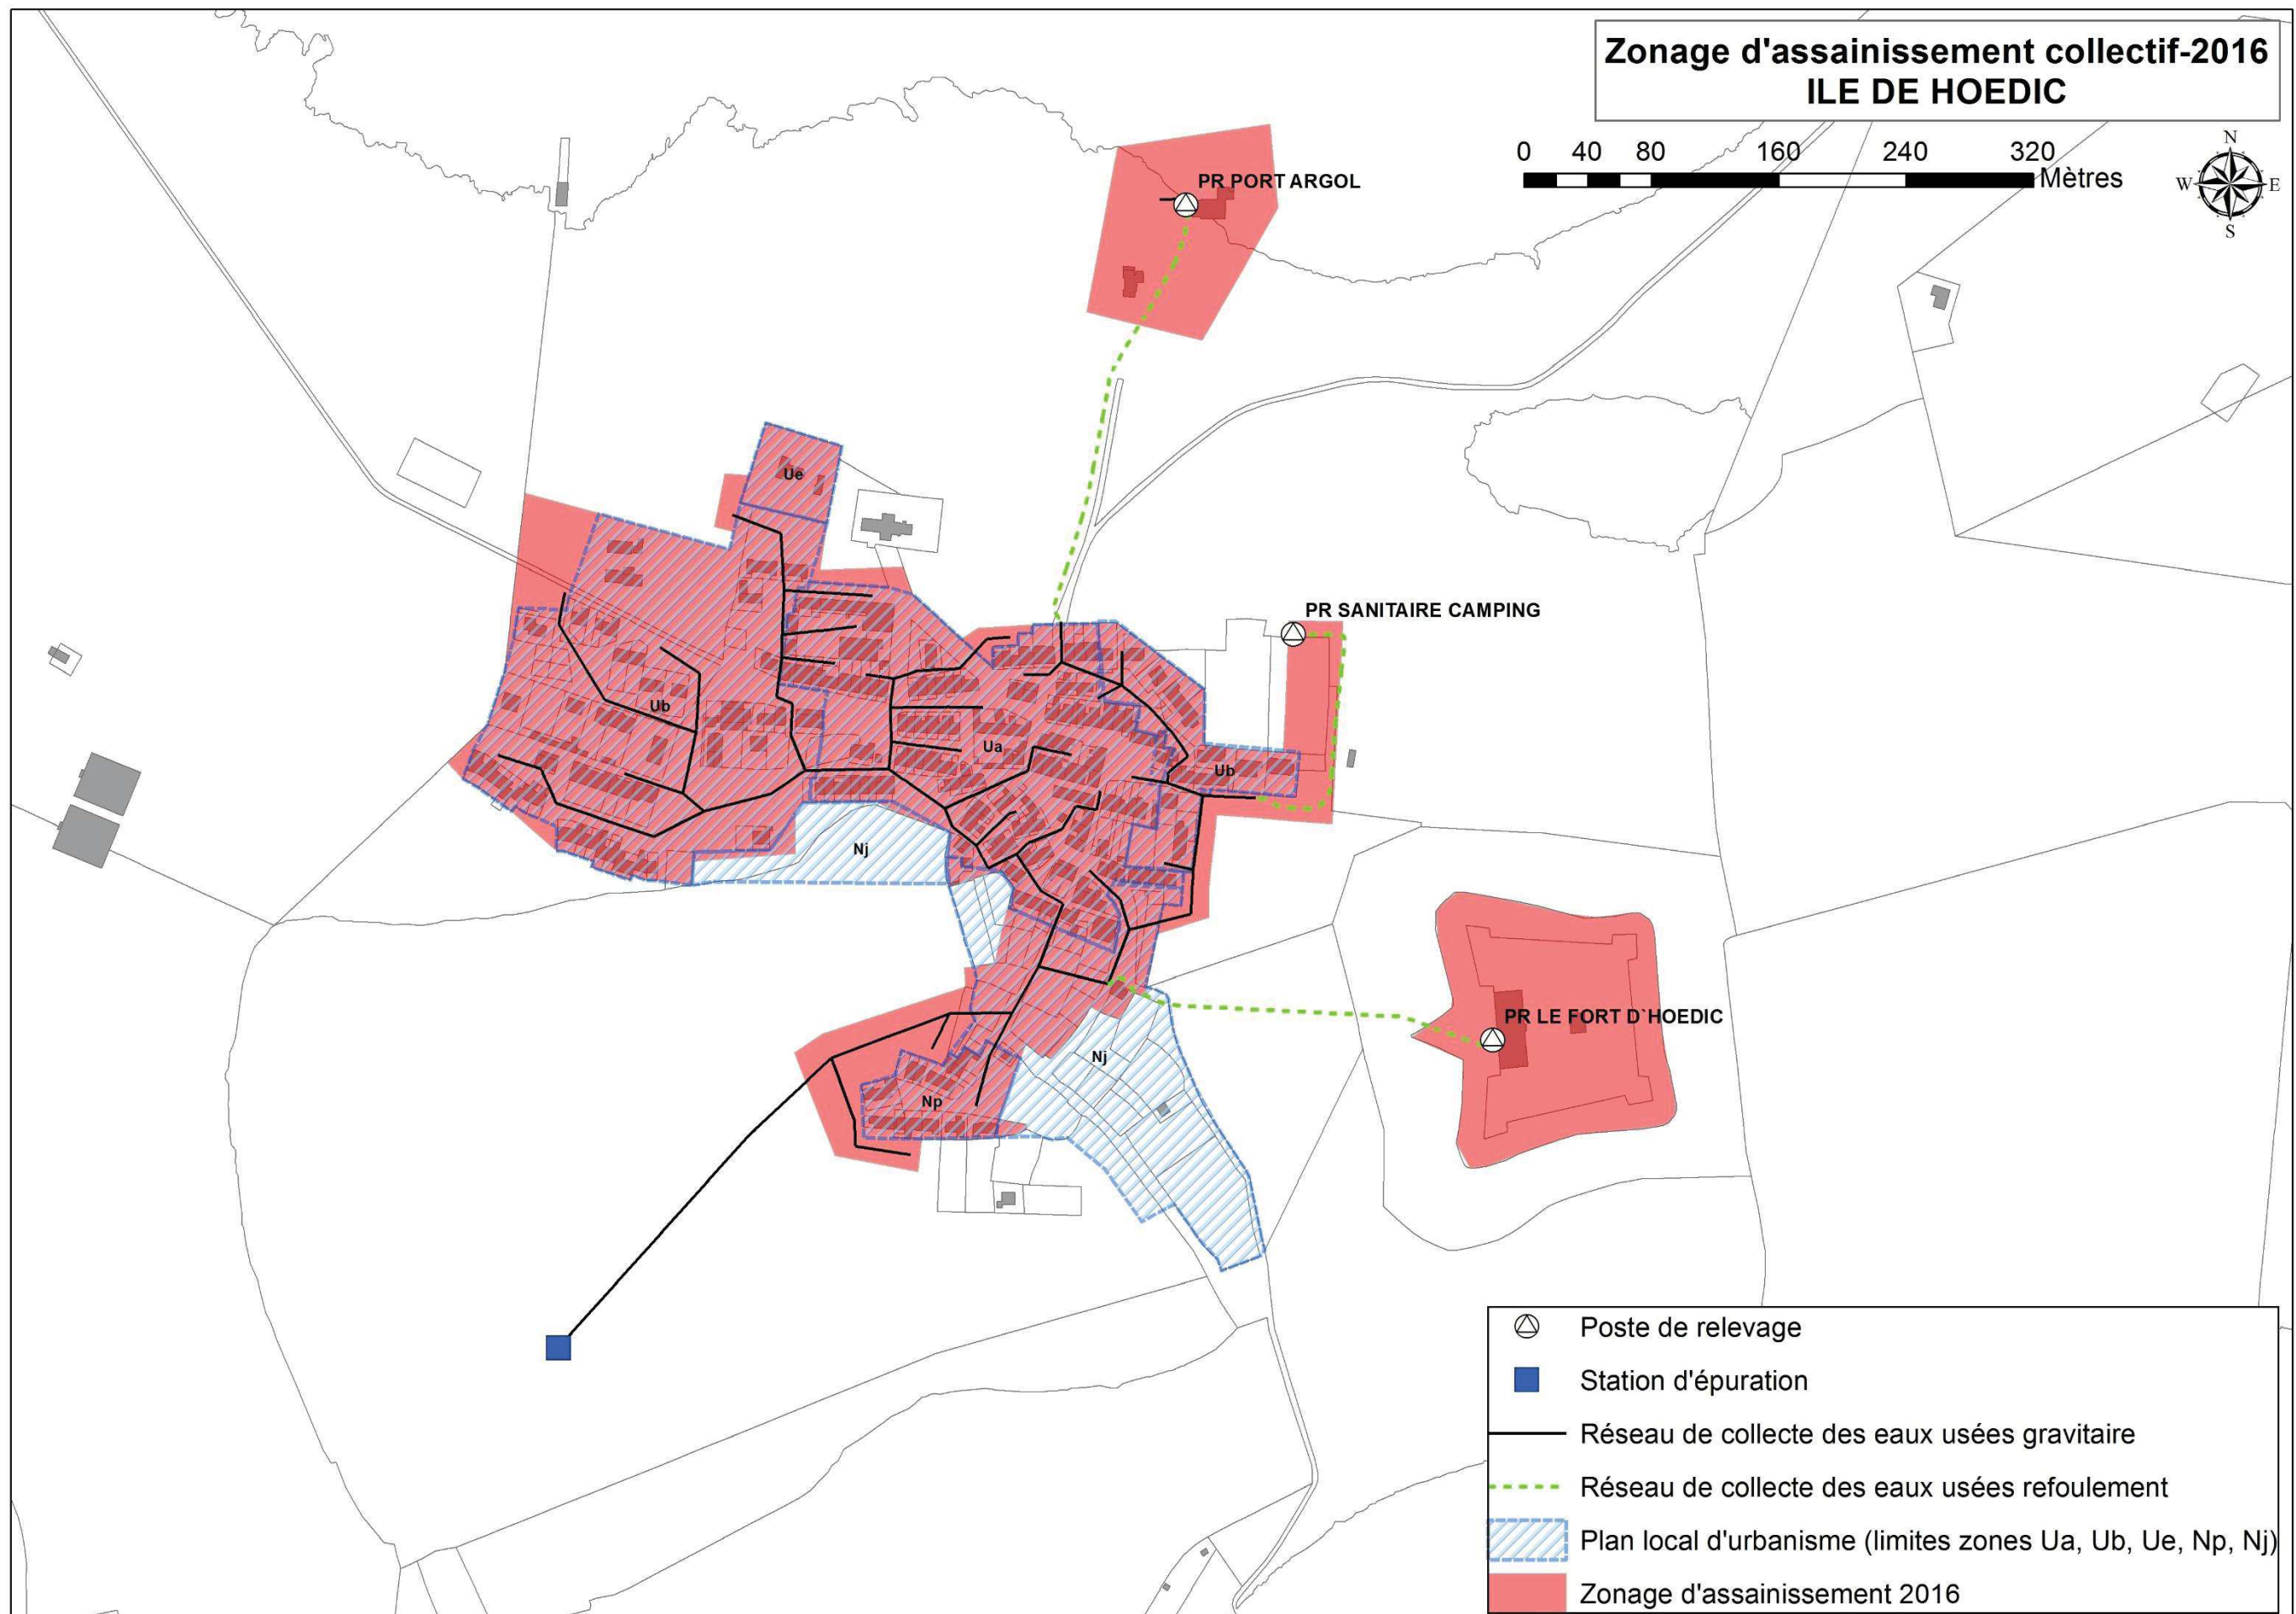 Zonage d'assainissement collectif-2016
ILE DE HOEDIC
0 40 80 160 240 320
Mètres
N
W E
S
PR PORT ARGOL
Ue
PR SANITAIRE CAMPING
Ub
Ua
Ub
Nj
PR LE FORT D`HOEDIC
Nj
Np
Poste de relevage
Station d'épuration
Réseau de collecte des eaux usées gravitaire
Réseau de collecte des eaux usées refoulement
Plan local d'urbanisme (limites zones Ua, Ub, Ue, Np, Nj)
Zonage d'assainissement 2016